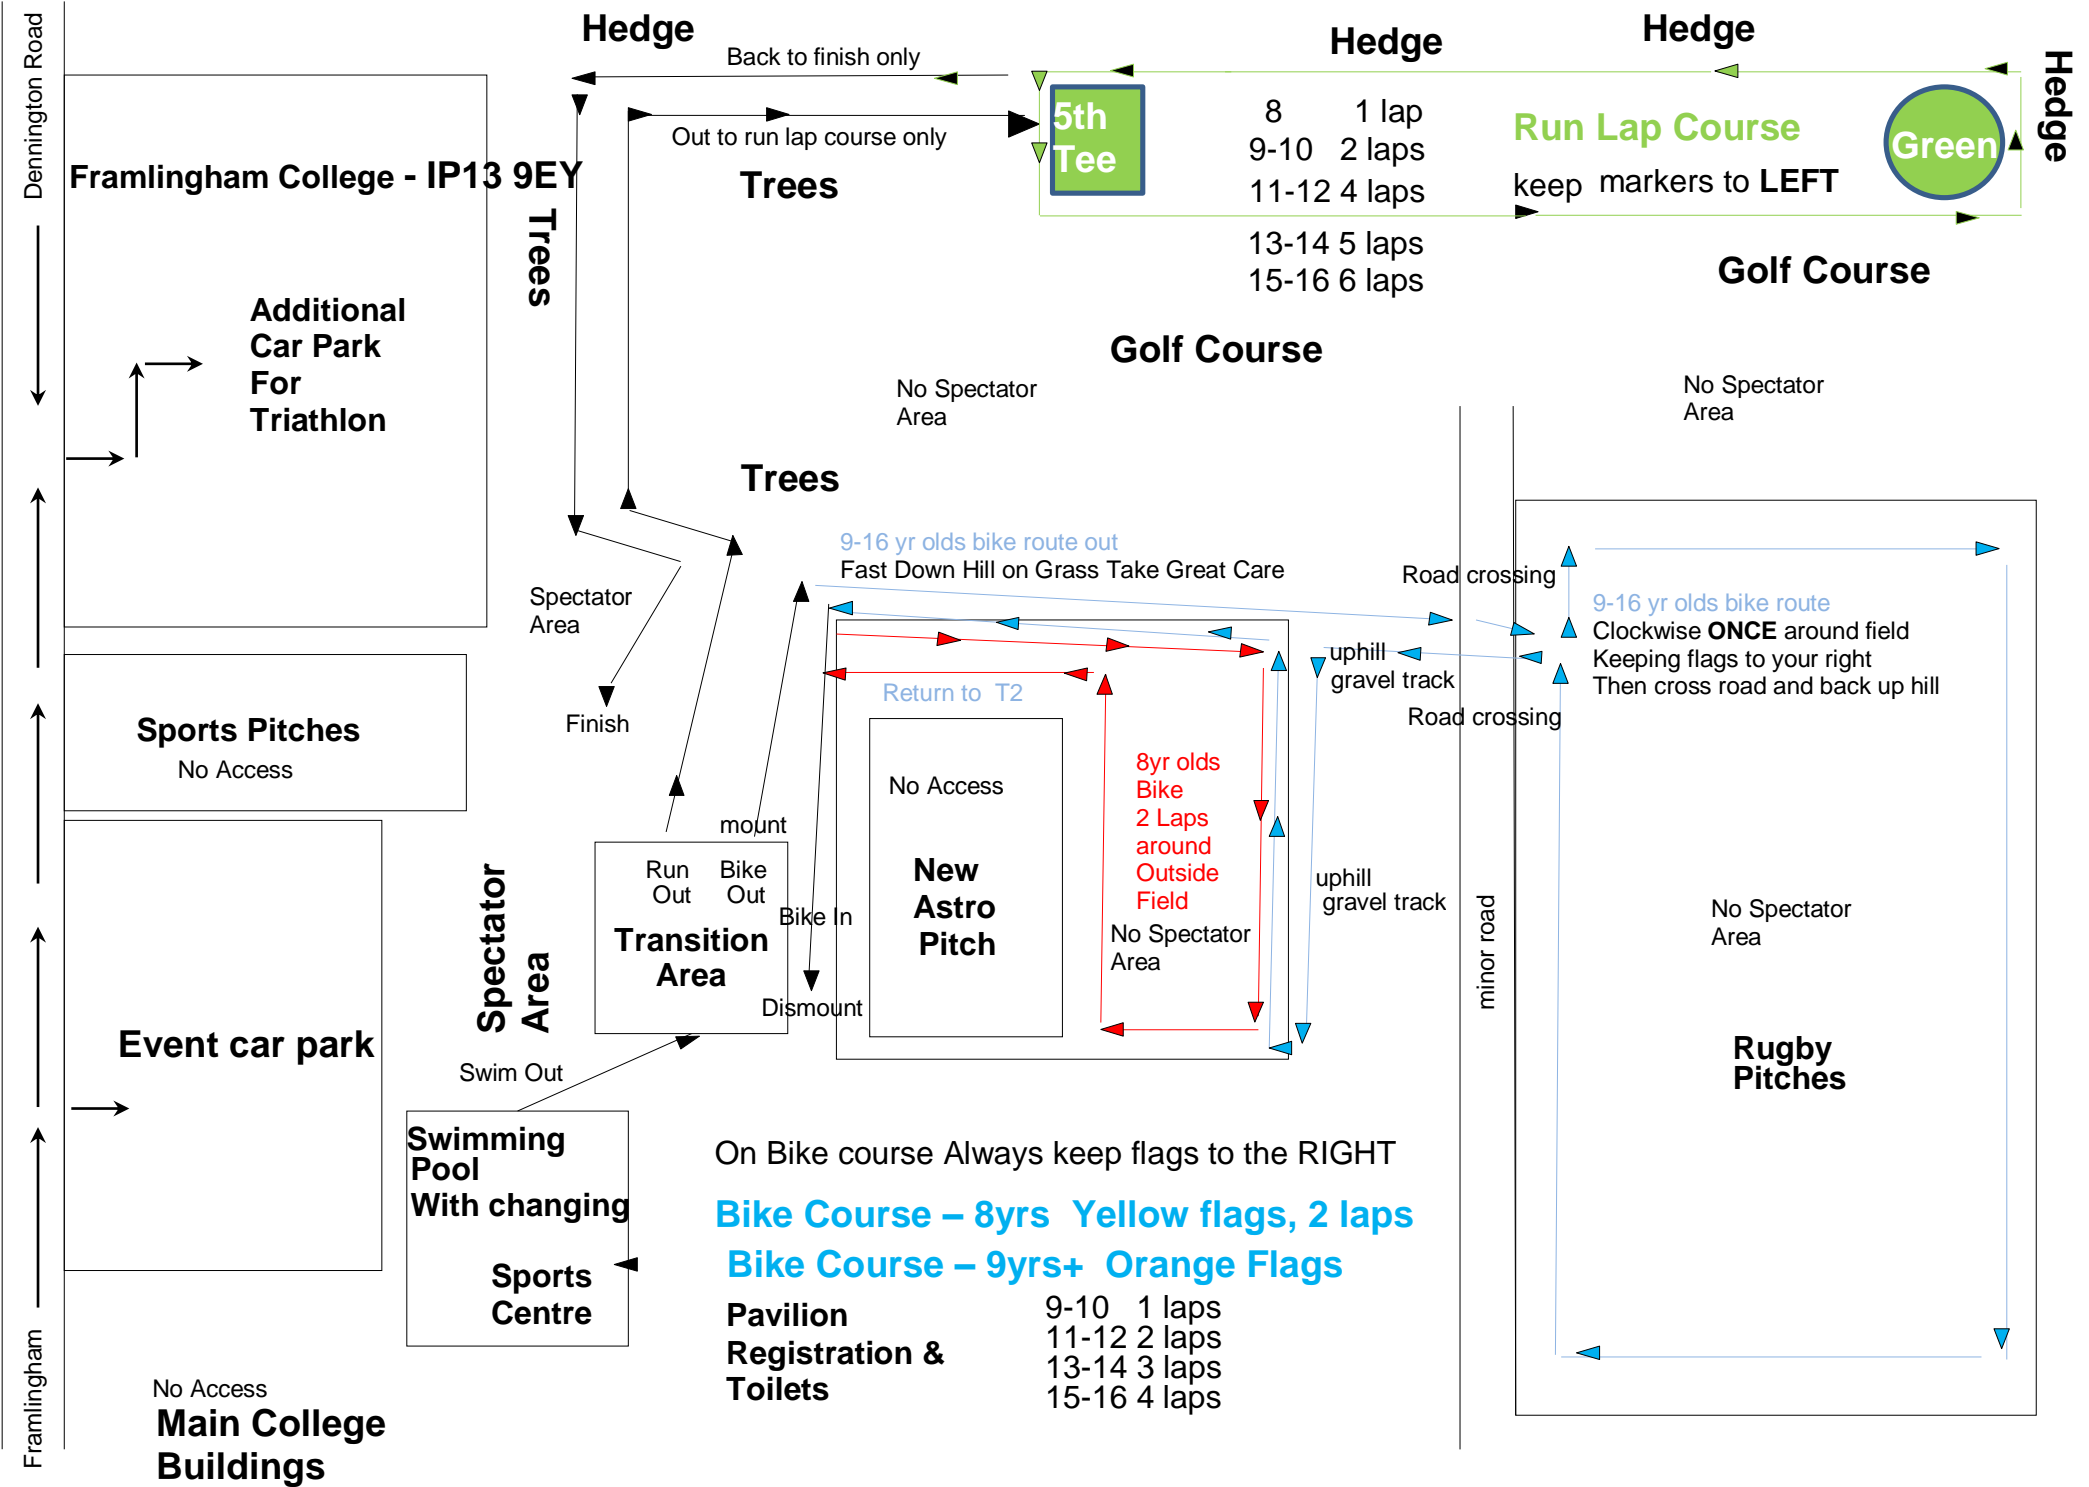 Dennington Road
Hedge
Back to finish only
Hedge
Hedge
Hedge
Out to run lap course only
5th
Tee
8 1 lap
9-10 2 laps
11-12 4 laps
13-14 5 laps
15-16 6 laps
Run Lap Course
keep markers to LEFT
Green
Framlingham College - IP13 9EY
Trees
Trees
Golf Course
Additional
Car Park
For
Triathlon
Golf Course
No Spectator
Area
No Spectator
Area
Trees
9-16 yr olds bike route out
Fast Down Hill on Grass Take Great Care
Road crossing
Spectator
Area
9-16 yr olds bike route
Clockwise ONCE around field
Keeping flags to your right
Then cross road and back up hill
uphill
gravel track
Road crossing
Return to T2
Finish
Sports Pitches
No Access
No Access
8yr olds
Bike
2 Laps
around
Outside
Field
mount
Run
Out
Bike
Out
Bike In
Transition
Area
Dismount
New
Astro
Pitch
No Spectator
Area
uphill
gravel track
minor road
No Spectator
Area
Spectator
Area
Event car park
Swim Out
Rugby
Pitches
Swimming
Pool
With changing
Sports
Centre
On Bike course Always keep flags to the RIGHT
Bike Course – 8yrs Yellow flags, 2 laps
Bike Course – 9yrs+ Orange Flags
Pavilion
Registration &
Toilets
9-10 1 laps
11-12 2 laps
13-14 3 laps
15-16 4 laps
Framlingham
No Access
Main College
Buildings